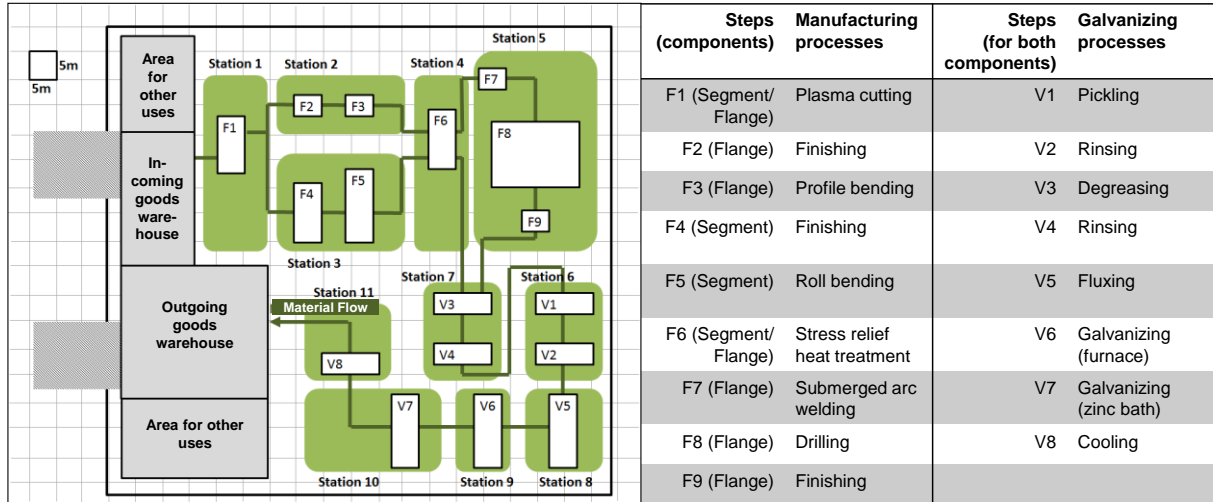 5m
5m
Area
for
other
uses
In-
coming
goods
ware-
house
Outgoing
goods
warehouse
Area for other
uses
Station 1
F1
Station 2
F2
F3
Station 3
F4
F5
Station 4
F6
Station 5
F7
F8
F9
Station 7
V3
V4
Station 6
V1
V2
Station 11
Material Flow
V8
Station 10
V7
Station 9
V6
Station 8
V5
Steps
(components)
Manufacturing
processes
Steps
(for both
components)
Galvanizing
processes
F1 (Segment/
Flange)
Plasma cutting
V1
Pickling
F2 (Flange)
Finishing
V2
Rinsing
F3 (Flange)
Profile bending
V3
Degreasing
F4 (Segment)
Finishing
V4
Rinsing
F5 (Segment)
Roll bending
V5
Fluxing
F6 (Segment/
Flange)
Stress relief
heat treatment
V6
Galvanizing
(furnace)
F7 (Flange)
Submerged arc
welding
V7
Galvanizing
(zinc bath)
F8 (Flange)
Drilling
V8
Cooling
F9 (Flange)
Finishing